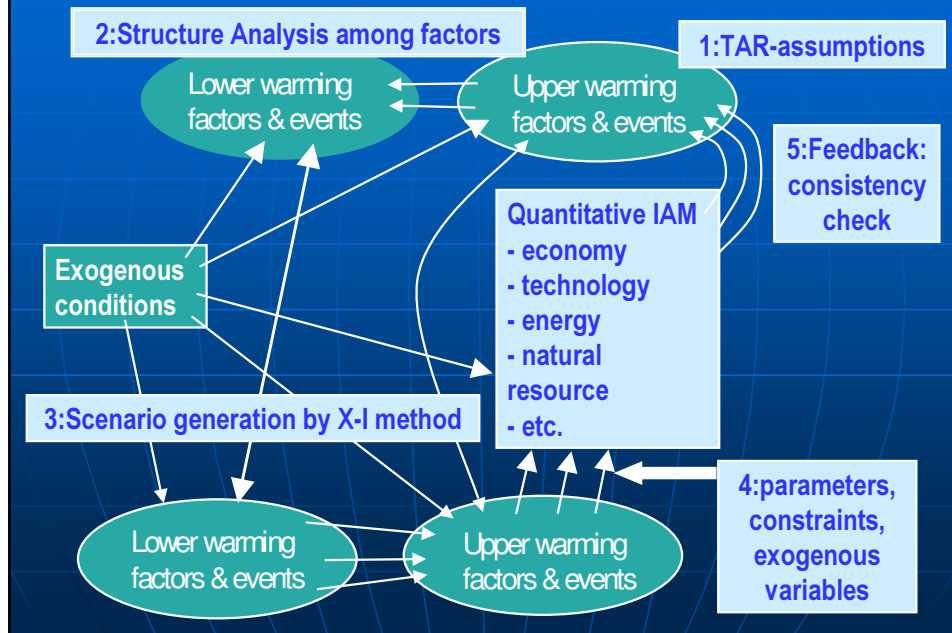 2:Structure Analysis among factors
1:TAR-assumptions
Lower warming
factors & events
Upper warming
factors & events
5:Feedback:
consistency
check
Quantitative IAM
- economy
- technology
- energy
- natural
resource
- etc.
Exogenous
conditions
3:Scenario generation by X-I method
4:parameters,
constraints,
exogenous
variables
Lower warming
factors & events
Upper warming
factors & events